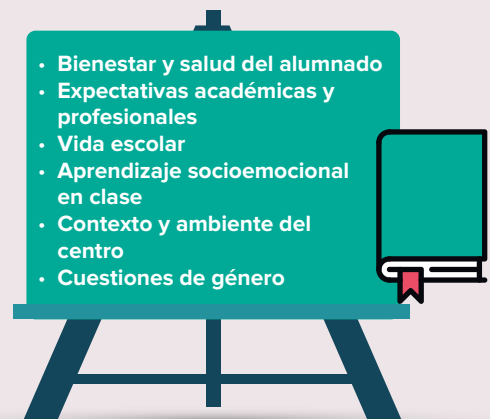 • Bienestar y salud del alumnado
• Expectativas académicas y
profesionales
• Vida escolar
• Aprendizaje socioemocional
en clase
• Contexto y ambiente del
centro
• Cuestiones de género